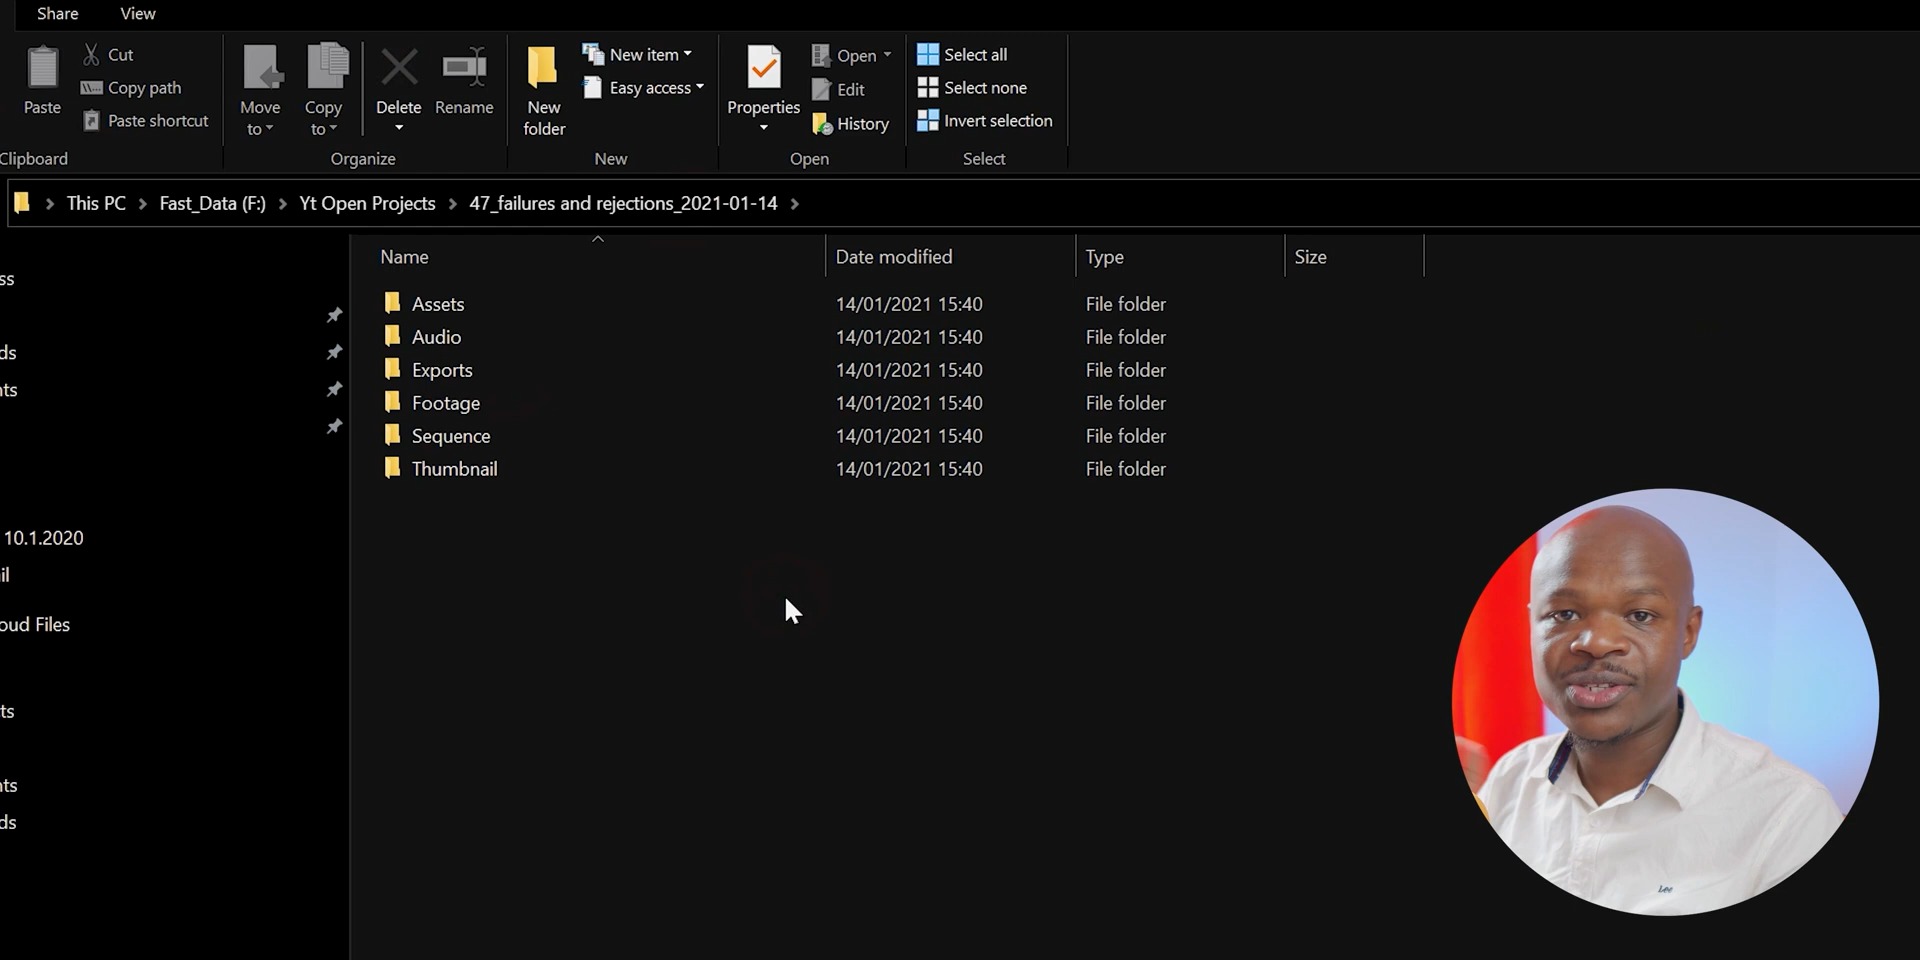 Share View
Paste
Cut
Copy path
Paste shortcut
Clipboard
Move to
Copy to
Delete
Rename
Organize
New folder
New item
Easy access
New
Properties
Open
Edit
History
Open
Select all
Select none
Invert selection
Select
This PC > Fast_Data (F:) > Yt Open Projects > 47_failures and rejections_2021-01-14 >
Name Date modified Type Size
Assets 14/01/2021 15:40 File folder
Audio 14/01/2021 15:40 File folder
Exports 14/01/2021 15:40 File folder
Footage 14/01/2021 15:40 File folder
Sequence 14/01/2021 15:40 File folder
Thumbnail 14/01/2021 15:40 File folder
ss
ds
nts
10.1.2020
il
oud Files
ts
nts
ds
Lee